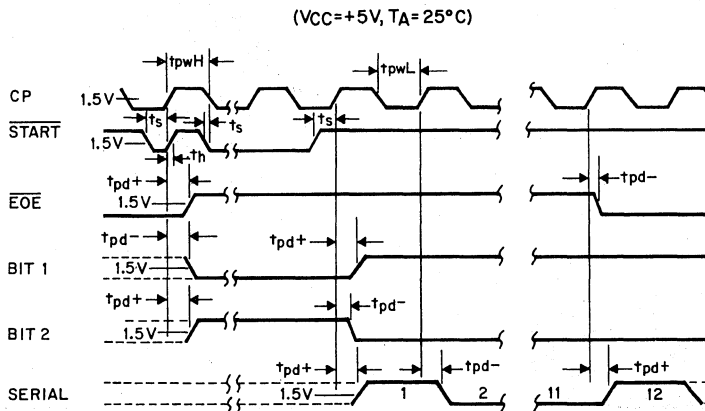 (VCC=+5V, TA=25°C)
tpwH
tpwL
CP
1.5V
ts
ts
ts
START
1.5V
th
tpd+
tpd-
EOE
1.5V
tpd-
tpd+
BIT 1
1.5V
tpd+
tpd-
BIT 2
1.5V
tpd+
tpd-
tpd+
SERIAL
1.5V
1
2
11
12